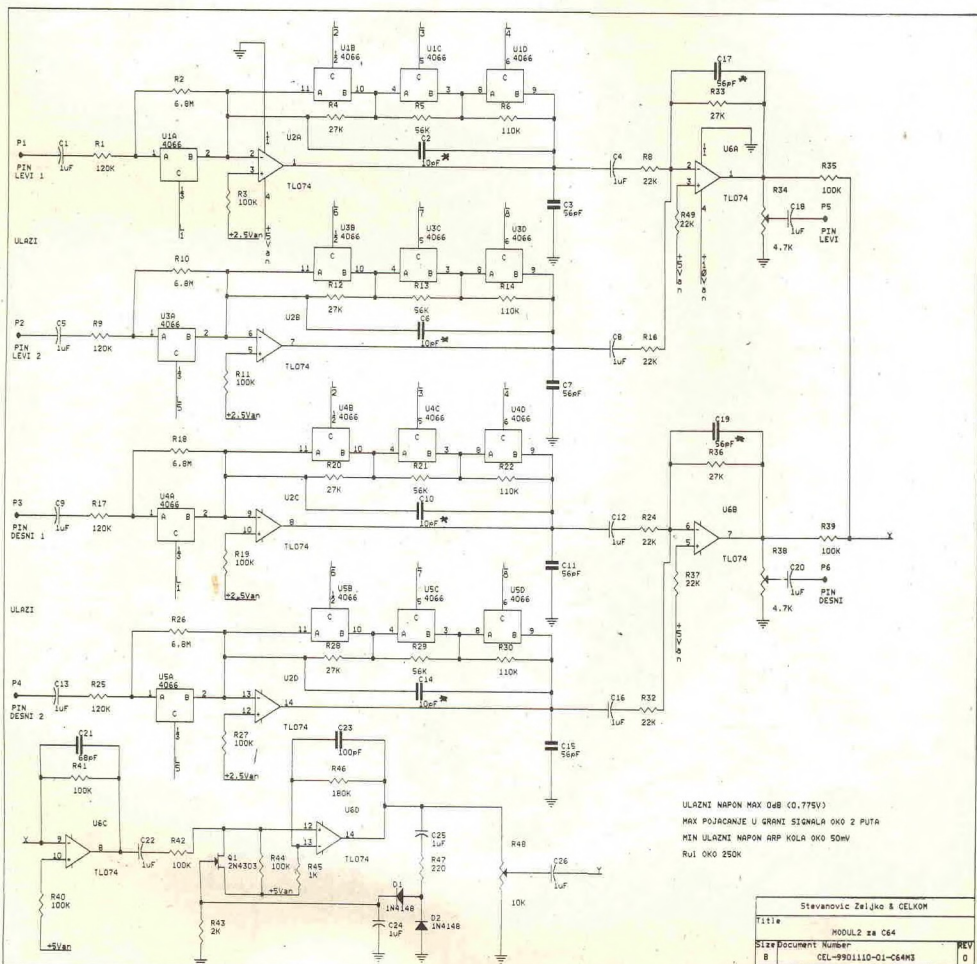 U1B
4066
U1C
4066
U1D
4066
R2
6.8M
R4
27K
R5
56K
R6
110K
C17
56pF*
R33
27K
P1
PIN
LEVI 1
C1
1uF
R1
120K
U1A
4066
U2A
TL074
C2
10pF*
R3
100K
+2.5Van
+5Van
C3
56pF
C4
1uF
R8
22K
U6A
TL074
R49
22K
+5Van
+10Van
R35
100K
R34
4.7K
C18
1uF
P5
PIN
LEVI
ULAZI
U3B
4066
U3C
4066
U3D
4066
R10
6.8M
R12
27K
R13
56K
R14
110K
P2
PIN
LEVI 2
C5
1uF
R9
120K
U3A
4066
U2B
TL074
C6
10pF*
R11
100K
+2.5Van
C7
56pF
C8
1uF
R16
22K
U4B
4066
U4C
4066
U4D
4066
R18
6.8M
R20
27K
R21
56K
R22
110K
C19
56pF*
R36
27K
P3
PIN
DESNI 1
C9
1uF
R17
120K
U4A
4066
U2C
TL074
C10
10pF*
R19
100K
+2.5Van
C11
56pF
C12
1uF
R24
22K
U6B
TL074
R37
22K
+5Van
R39
100K
R38
4.7K
C20
1uF
P6
PIN
DESNI
ULAZI
U5B
4066
U5C
4066
U5D
4066
R26
6.8M
R28
27K
R29
56K
R30
110K
P4
PIN
DESNI 2
C13
1uF
R25
120K
U5A
4066
U2D
TL074
C14
10pF*
R27
100K
+2.5Van
C15
56pF
C16
1uF
R32
22K
C21
68pF
R41
100K
U6C
TL074
R40
100K
+5Van
C22
1uF
R42
100K
Q1
2N4303
R43
2K
R44
100K
R45
1K
+5Van
C23
100pF
R46
180K
U6D
TL074
D1
1N4148
D2
1N4148
C24
1uF
C25
1uF
R47
220
R48
10K
C26
1uF
ULAZNI NAPON MAX 0dB (0.775V)
MAX POJACANJE U GRANI SIGNALA OKO 2 PUTA
MIN ULAZNI NAPON ARP KOLA OKO 50mV
Rul OKO 250K
Stevanovic Zeljko & CELKOM
Title
MODUL2 za C64
Size Document Number REV
B CEL-9901110-01-C64M3 0